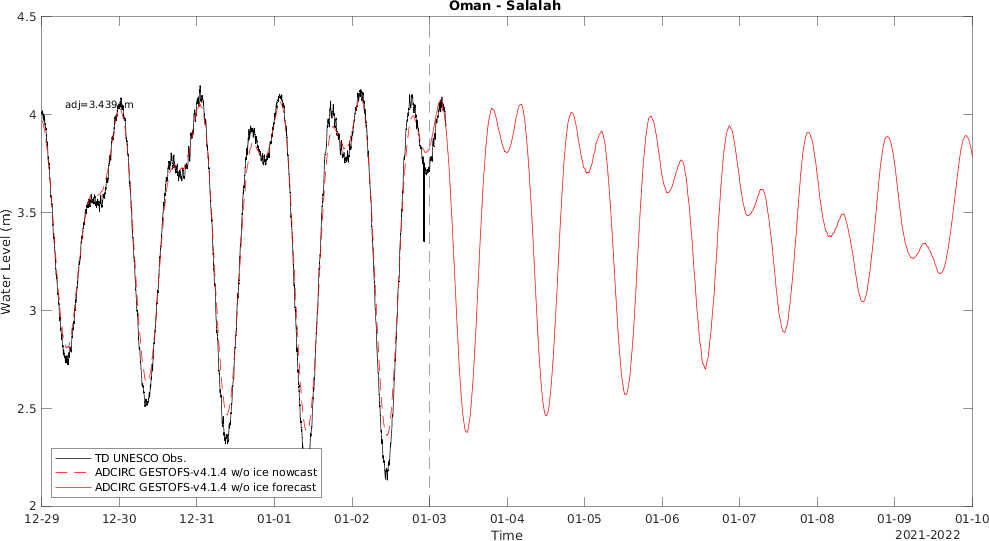 Oman - Salalah
4.5
4
3.5
3
2.5
2
Water Level (m)
adj=3.4391m
TD UNESCO Obs.
ADCIRC GESTOFS-v4.1.4 w/o ice nowcast
ADCIRC GESTOFS-v4.1.4 w/o ice forecast
12-29 12-30 12-31 01-01 01-02 01-03 01-04 01-05 01-06 01-07 01-08 01-09 01-10
Time
2021-2022